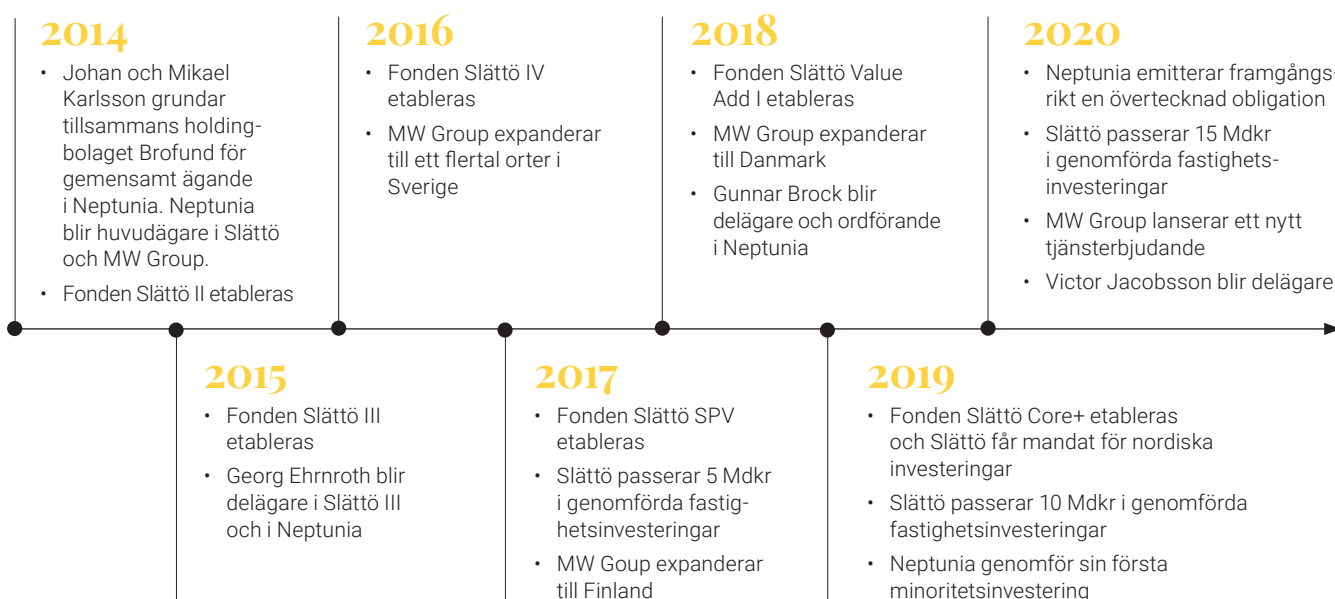 2014
• Johan och Mikael
Karlsson grundar
tillsammans holding-
bolaget Brofund för
gemensamt ägande
i Neptunia. Neptunia
blir huvudägare i Slättö
och MW Group.
• Fonden Slättö II etableras
2015
• Fonden Slättö III
etableras
• Georg Ehrnroth blir
delägare i Slättö III
och i Neptunia
2016
• Fonden Slättö IV
etableras
• MW Group expanderar
till ett flertal orter i
Sverige
2017
• Fonden Slättö SPV
etableras
• Slättö passerar 5 Mdkr
i genomförda fastig-
hetsinvesteringar
• MW Goup expanderar
till Finland
2018
• Fonden Slättö Value
Add I etableras
• MW Group expanderar
till Danmark
• Gunnar Brock blir
delägare och ordförande
i Neptunia
2019
• Fonden Slättö Core+ etableras
och Slättö får mandat för nordiska
investeringar
• Slättö passerar 10 Mdkr i genomförda
fastighetsinvesteringar
• Neptunia genomför sin första
minoritetsinvestering
2020
• Neptunia emitterar framgångs-
rikt en övertecknad obligation
• Slättö passerar 15 Mdkr
i genomförda fastighets-
investeringar
• MW Group lanserar ett nytt
tjänsterbjudande
• Victor Jacobsson blir delägare